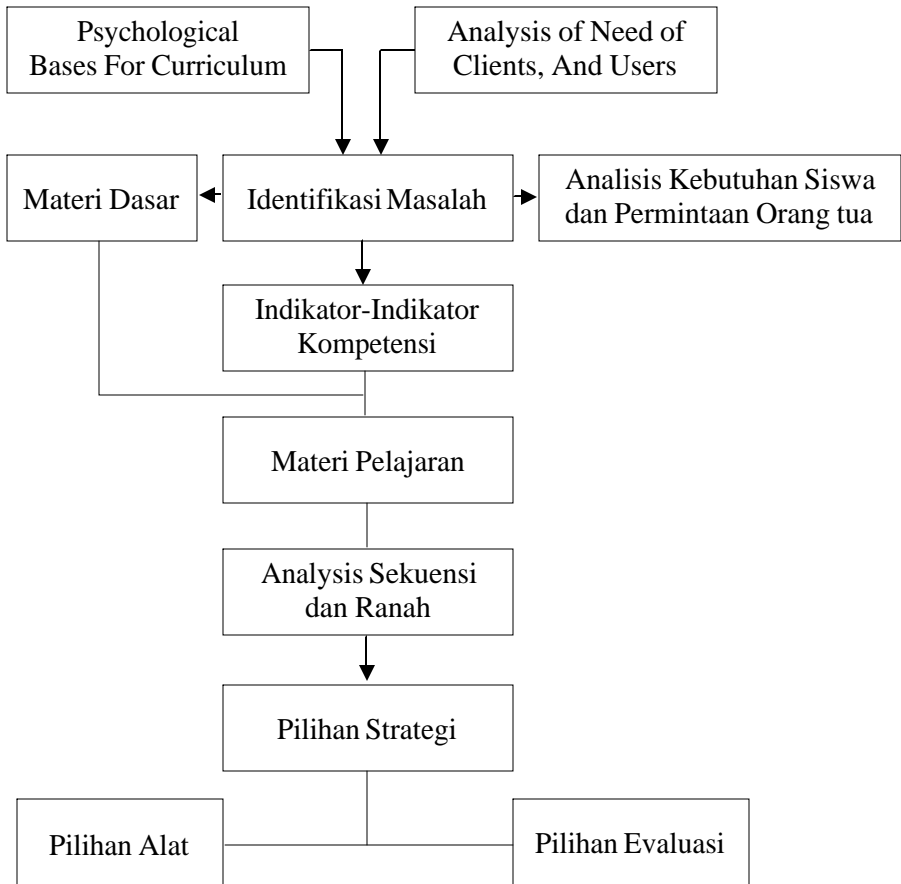 Psychological
Bases For Curriculum
Analysis of Need of
Clients, And Users
Materi Dasar
Identifikasi Masalah
Analisis Kebutuhan Siswa
dan Permintaan Orang tua
Indikator-Indikator
Kompetensi
Materi Pelajaran
Analysis Sekuensi
dan Ranah
Pilihan Strategi
Pilihan Alat
Pilihan Evaluasi